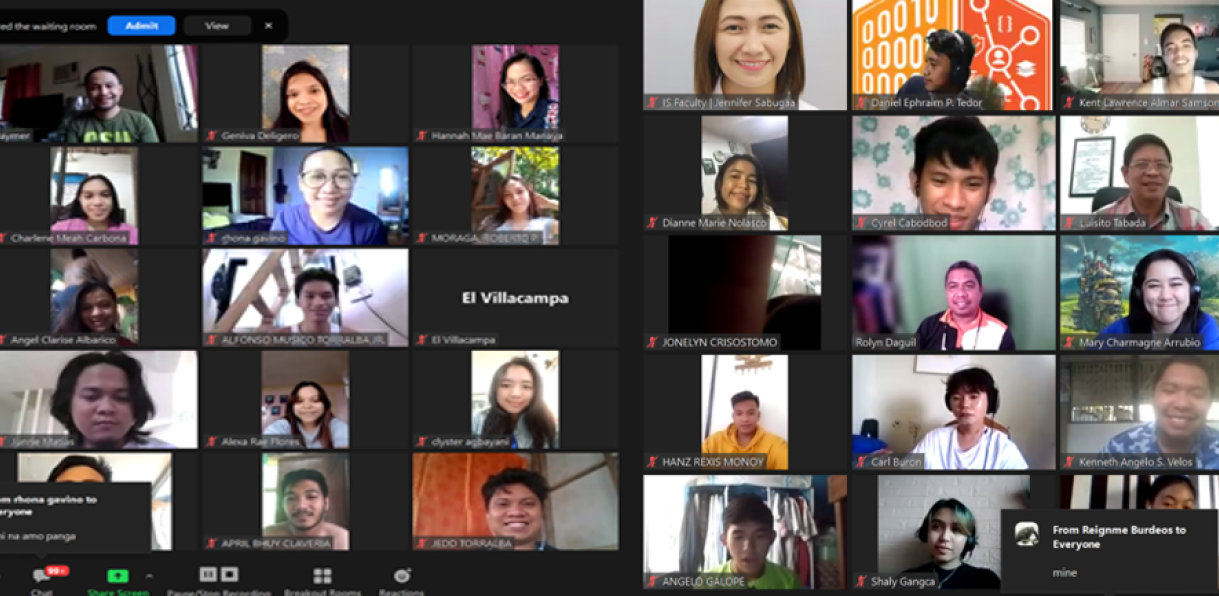 ed the waiting room
Admit
View
aymer
Geniva Deligero
Hannah Mae Baran Manaya
Charlene Meah Carbona
rhona gavino
MORAGA, ROBERTO P.
Angel Clarise Albarico
ALFONSO MUSICO TORRALBA JR.
El Villacampa
El Villacampa
Junrie Matias
Alexa Rae Flores
clyster agbayani
om rhona gavino to
eryone
ni na amo panga
APRIL BHUY CLAVERIA
JEDD TORRALBA
99+
Chat
Share Screen
Pause/Stop Recording
Breakout Rooms
Reactions
IS Faculty | Jennifer Sabugaa
Daniel Ephraim P. Tedor
Kent Lawrence Almar Samson
Dianne Marie Nolasco
Cyrel Cabodbod
Luisito Tabada
JONELYN CRISOSTOMO
Rolyn Daguil
Mary Charmagne Arrubio
HANZ REXIS MONOY
Carl Buron
Kenneth Angelo S. Velos
ANGELO GALOPE
Shaly Gangca
From Reignme Burdeos to
Everyone
mine